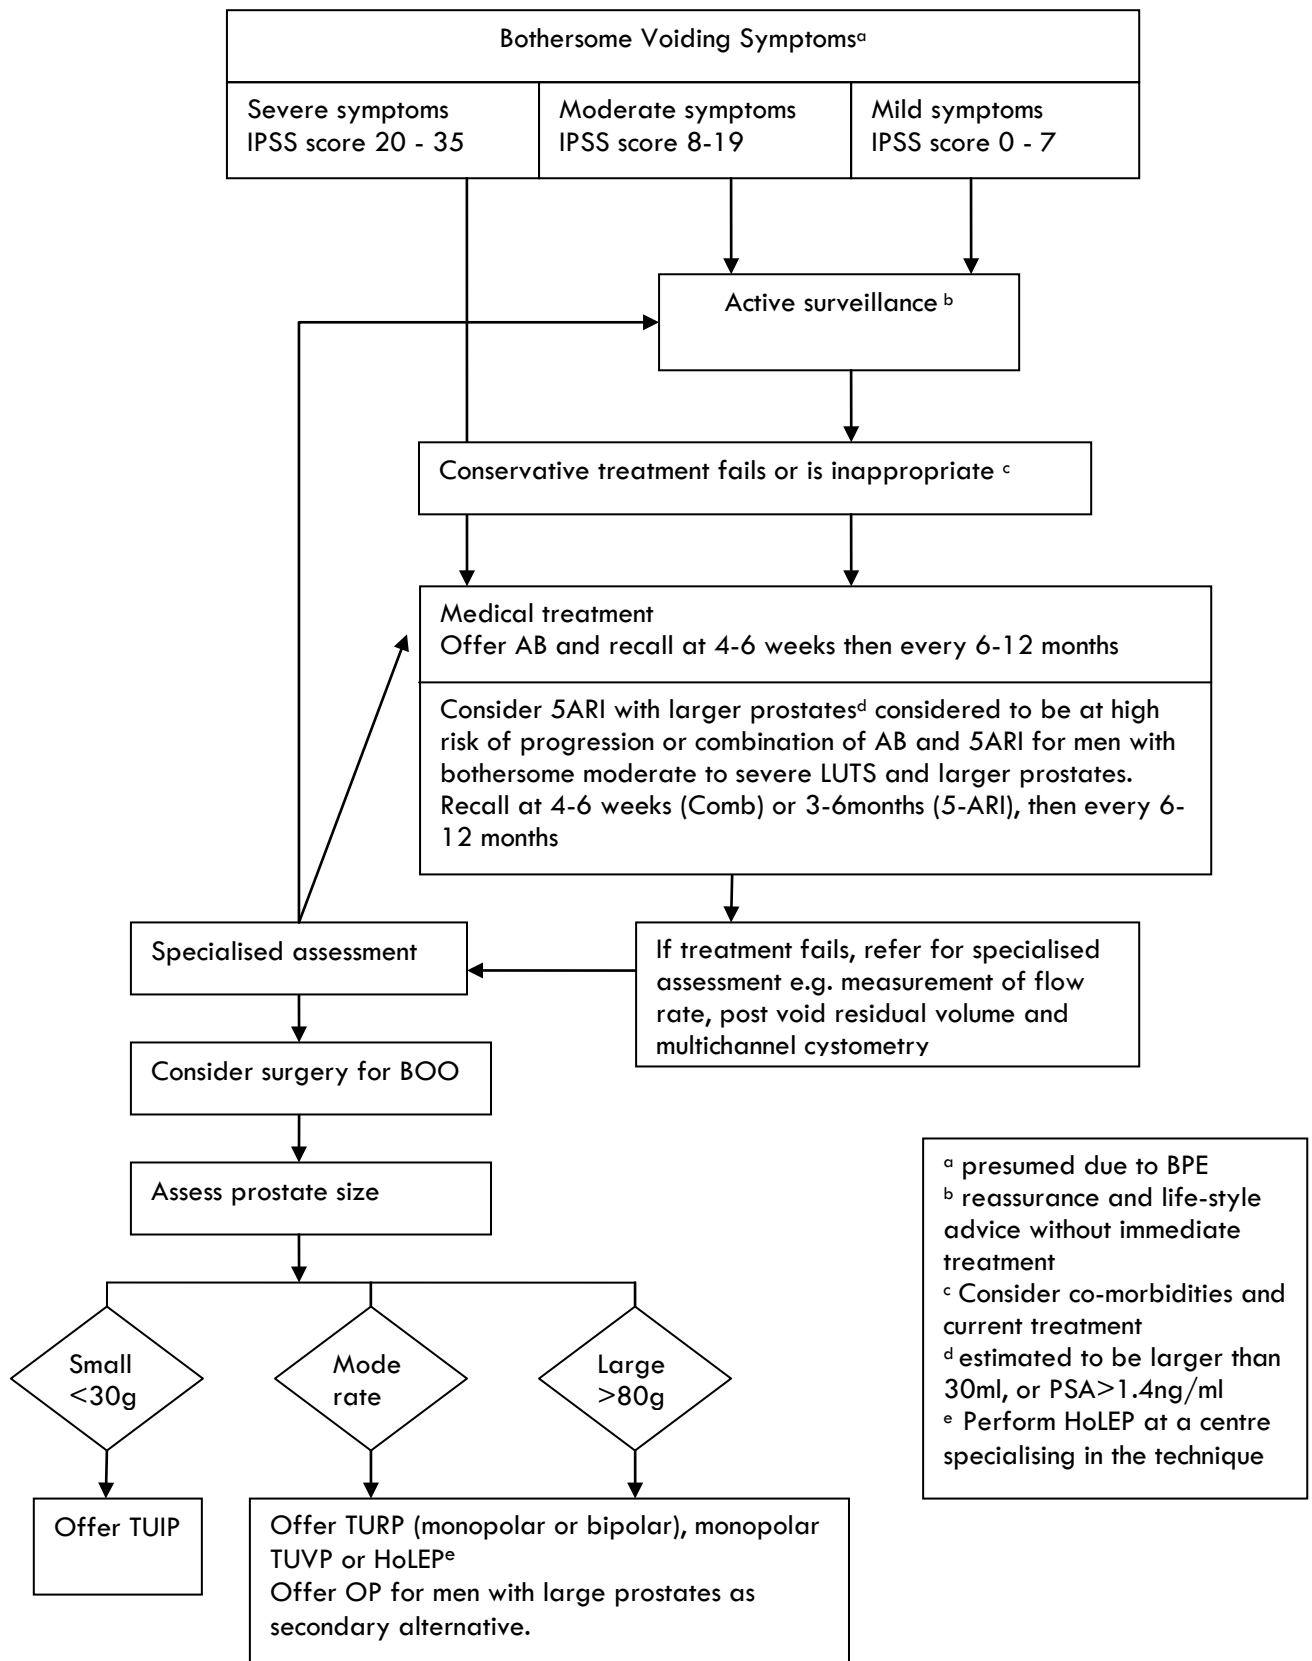 Bothersome Voiding Symptomsᵃ
Severe symptoms
IPSS score 20 - 35
Moderate symptoms
IPSS score 8-19
Mild symptoms
IPSS score 0 - 7
Active surveillance ᵇ
Conservative treatment fails or is inappropriate ᶜ
Medical treatment
Offer AB and recall at 4-6 weeks then every 6-12 months
Consider 5ARI with larger prostatesᵈ considered to be at high
risk of progression or combination of AB and 5ARI for men with
bothersome moderate to severe LUTS and larger prostates.
Recall at 4-6 weeks (Comb) or 3-6months (5-ARI), then every 6-
12 months
Specialised assessment
If treatment fails, refer for specialised
assessment e.g. measurement of flow
rate, post void residual volume and
multichannel cystometry
Consider surgery for BOO
Assess prostate size
Small
<30g
Mode
rate
Large
>80g
Offer TUIP
Offer TURP (monopolar or bipolar), monopolar
TUVP or HoLEPᵉ
Offer OP for men with large prostates as
secondary alternative.
ᵃ presumed due to BPE
ᵇ reassurance and life-style
advice without immediate
treatment
ᶜ Consider co-morbidities and
current treatment
ᵈ estimated to be larger than
30ml, or PSA>1.4ng/ml
ᵉ Perform HoLEP at a centre
specialising in the technique